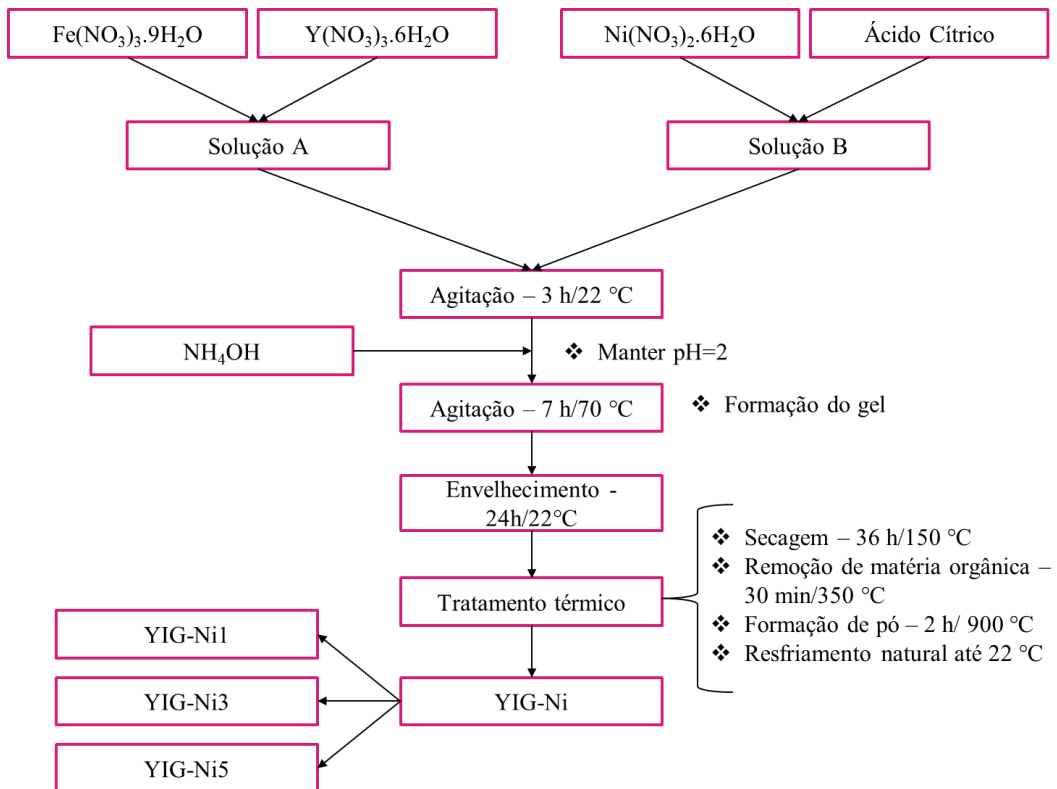 Fe(NO₃)₃.9H₂O
Y(NO₃)₃.6H₂O
Ni(NO₃)₂.6H₂O
Ácido Cítrico
Solução A
Solução B
Agitação – 3 h/22 °C
NH₄OH
❖ Manter pH=2
Agitação – 7 h/70 °C
❖ Formação do gel
Envelhecimento -
24h/22°C
Tratamento térmico
❖ Secagem – 36 h/150 °C
❖ Remoção de matéria orgânica –
30 min/350 °C
❖ Formação de pó – 2 h/ 900 °C
❖ Resfriamento natural até 22 °C
YIG-Ni
YIG-Ni1
YIG-Ni3
YIG-Ni5